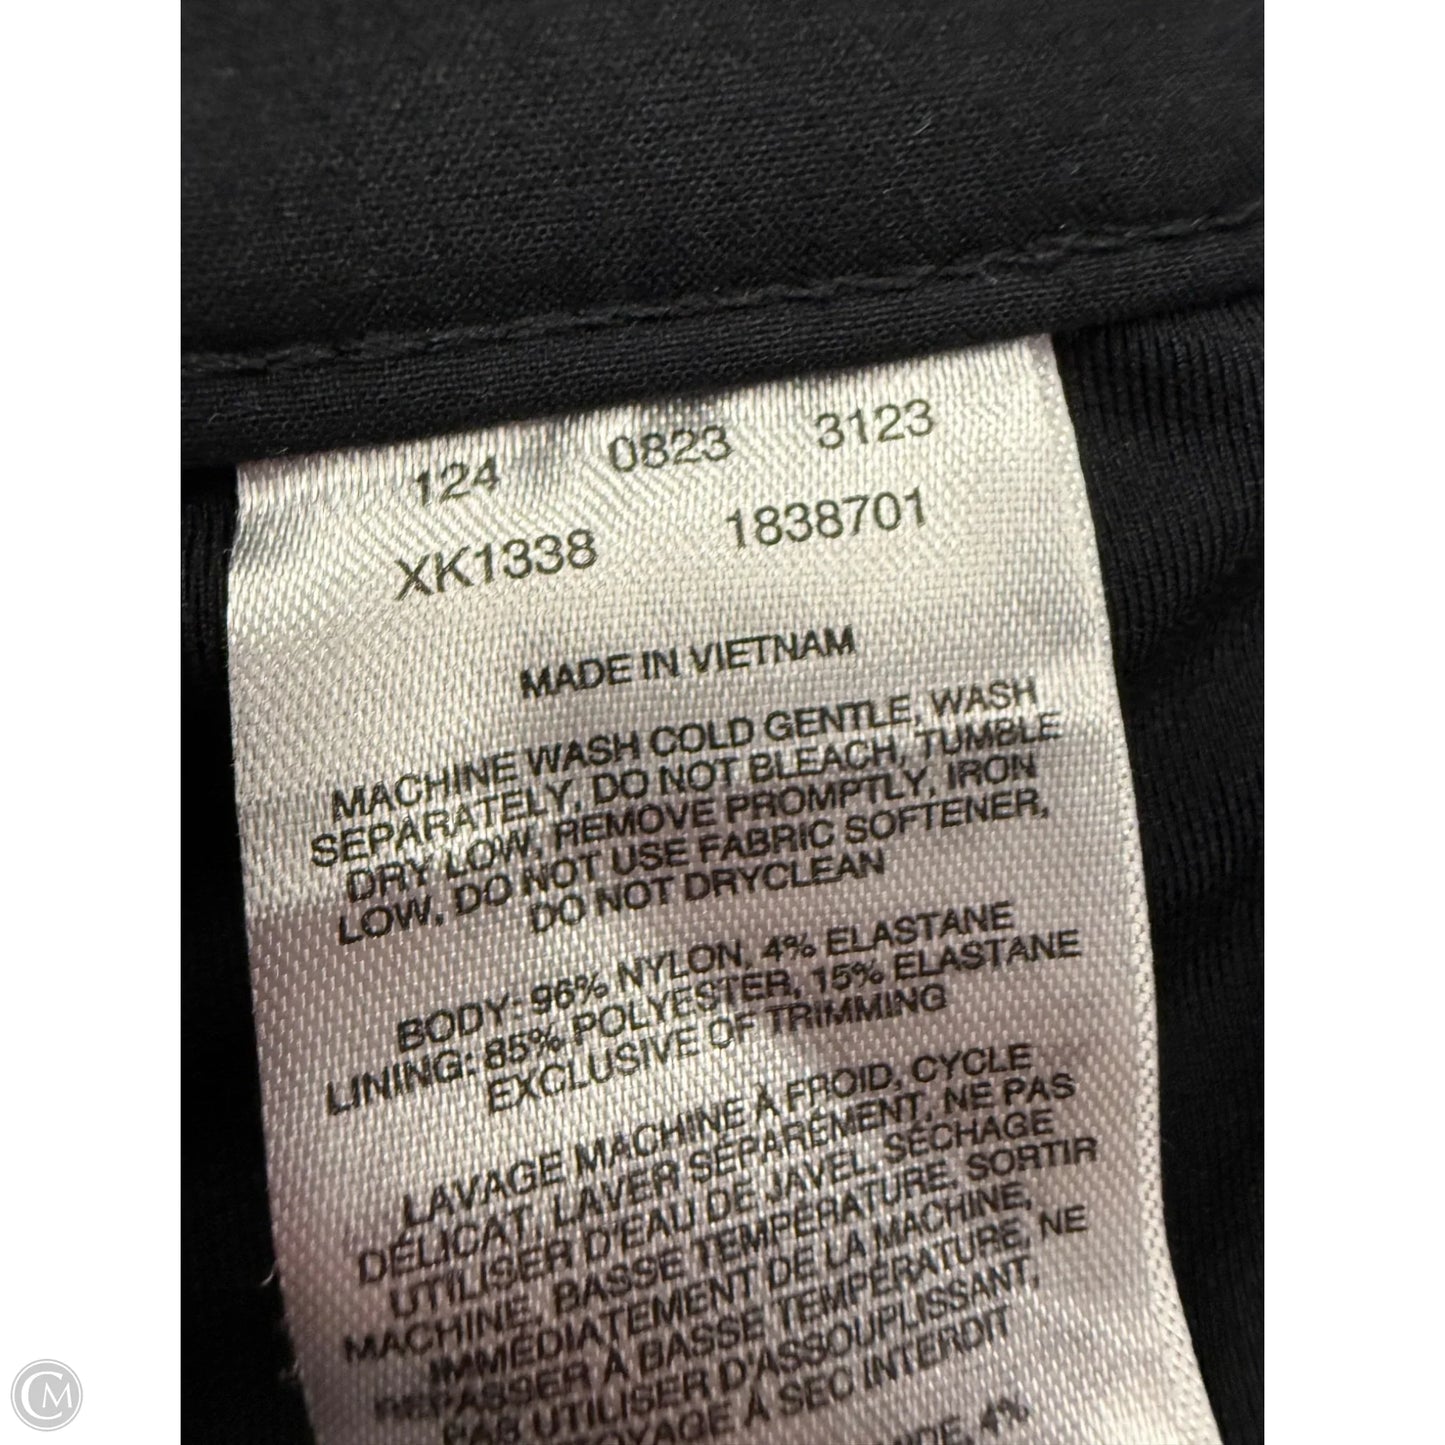 124 0823 3123
XK1338 1838701
MADE IN VIETNAM
MACHINE WASH COLD GENTLE, WASH
SEPARATELY, DO NOT BLEACH, TUMBLE
DRY LOW, REMOVE PROMPTLY, IRON
LOW, DO NOT USE FABRIC SOFTENER,
DO NOT DRYCLEAN
BODY: 96% NYLON, 4% ELASTANE
LINING: 85% POLYESTER, 15% ELASTANE
EXCLUSIVE OF TRIMMING
LAVAGE MACHINE À FROID, CYCLE
DÉLICAT, LAVER SÉPARÉMENT, NE PAS
UTILISER D'EAU DE JAVEL, SÉCHAGE
MACHINE, BASSE TEMPÉRATURE, SORTIR
IMMÉDIATEMENT DE LA MACHINE,
REPASSER À BASSE TEMPÉRATURE, NE
PAS UTILISER D'ASSOUPLISSANT,
À SEC INTERDIT
4%
CM